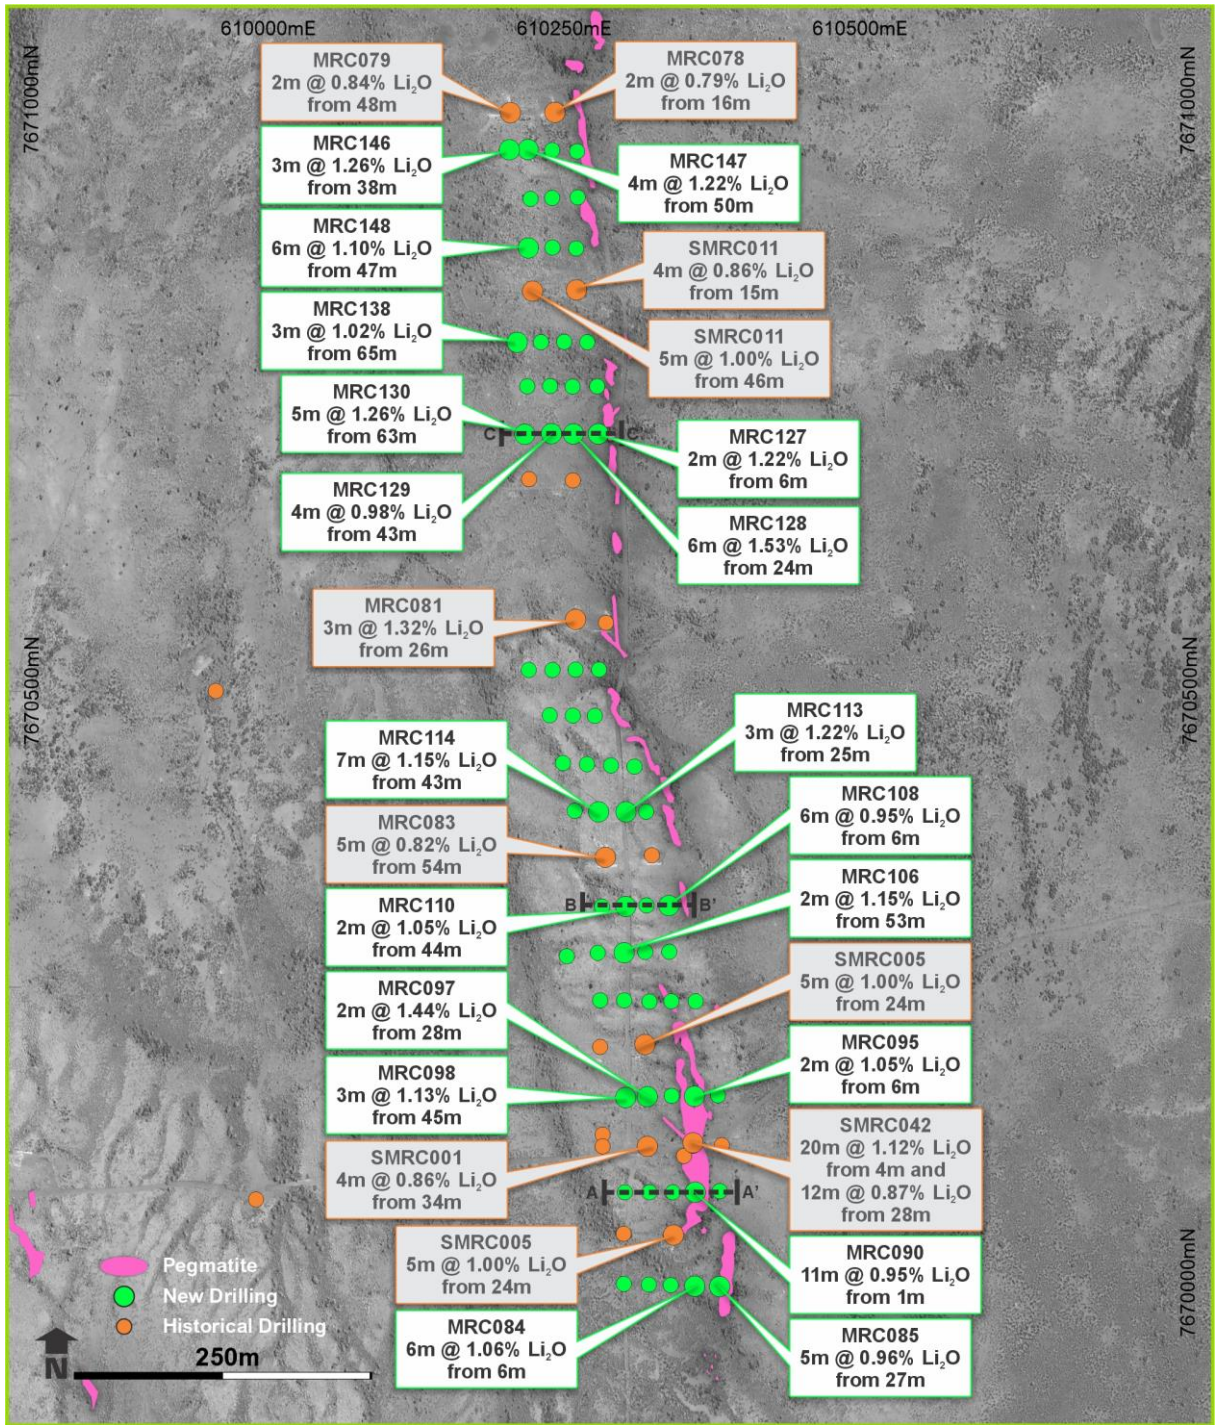 610000mE
610250mE
610500mE
7671000mN
7671000mN
MRC079
2m @ 0.84% Li₂O
from 48m
MRC078
2m @ 0.79% Li₂O
from 16m
MRC146
3m @ 1.26% Li₂O
from 38m
MRC147
4m @ 1.22% Li₂O
from 50m
MRC148
6m @ 1.10% Li₂O
from 47m
SMRC011
4m @ 0.86% Li₂O
from 15m
MRC138
3m @ 1.02% Li₂O
from 65m
SMRC011
5m @ 1.00% Li₂O
from 46m
MRC130
5m @ 1.26% Li₂O
from 63m
C
C'
MRC127
2m @ 1.22% Li₂O
from 6m
MRC129
4m @ 0.98% Li₂O
from 43m
MRC128
6m @ 1.53% Li₂O
from 24m
MRC081
3m @ 1.32% Li₂O
from 26m
7670500mN
7670500mN
MRC113
3m @ 1.22% Li₂O
from 25m
MRC114
7m @ 1.15% Li₂O
from 43m
MRC108
6m @ 0.95% Li₂O
from 6m
MRC083
5m @ 0.82% Li₂O
from 54m
B
B'
MRC106
2m @ 1.15% Li₂O
from 53m
MRC110
2m @ 1.05% Li₂O
from 44m
SMRC005
5m @ 1.00% Li₂O
from 24m
MRC097
2m @ 1.44% Li₂O
from 28m
MRC095
2m @ 1.05% Li₂O
from 6m
MRC098
3m @ 1.13% Li₂O
from 45m
SMRC042
20m @ 1.12% Li₂O
from 4m and
12m @ 0.87% Li₂O
from 28m
SMRC001
4m @ 0.86% Li₂O
from 34m
A
A'
SMRC005
5m @ 1.00% Li₂O
from 24m
MRC090
11m @ 0.95% Li₂O
from 1m
7670000mN
MRC084
6m @ 1.06% Li₂O
from 6m
MRC085
5m @ 0.96% Li₂O
from 27m
Pegmatite
New Drilling
Historical Drilling
N
250m